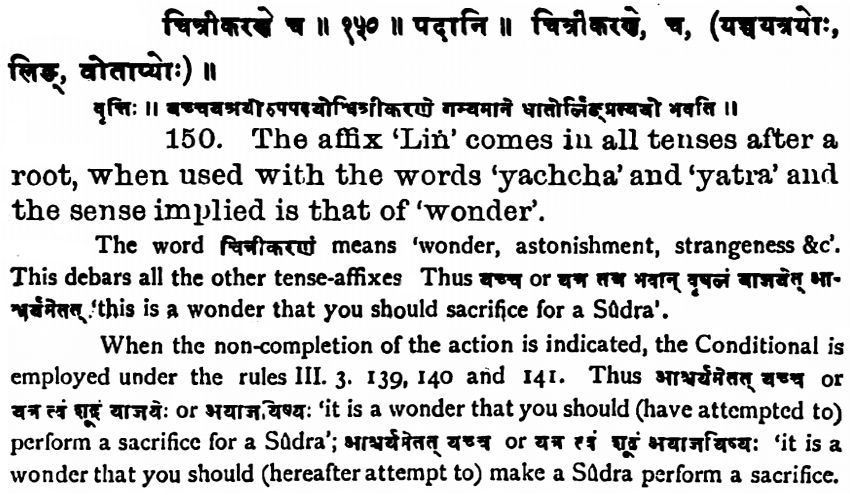 चित्रीकरणे च ॥ १५० ॥ पदानि ॥ चित्रीकरणे, च, (यच्चयत्रयोः,
लिङ्, वोताप्योः) ॥
वृत्तिः ॥ यच्चयत्रयोरुपपदयोश्चित्रीकरणे गम्यमाने धातोर्लिङ्प्रत्ययो भवति ॥
150. The affix ‘Liṅ’ comes in all tenses after a
root, when used with the words ‘yachcha’ and ‘yatra’ and
the sense implied is that of ‘wonder’.
The word चित्रीकरणं means ‘wonder, astonishment, strangeness &c’.
This debars all the other tense-affixes Thus यच्च or यत्र तत्र भवान् वृषलं याजयेत् आ-
श्चर्यमेतत् ‘this is a wonder that you should sacrifice for a Sûdra’.
When the non-completion of the action is indicated, the Conditional is
employed under the rules III. 3. 139, 140 and 141. Thus आश्चर्यमेतत् यच्च or
यत्र त्वं शूद्रं याजयेः or अयाजयिष्यः ‘it is a wonder that you should (have attempted to)
perform a sacrifice for a Sûdra’; आश्चर्यमेतत् यच्च or यत्र त्वं शूद्रं अयाजयिष्यः ‘it is a
wonder that you should (hereafter attempt to) make a Sûdra perform a sacrifice.